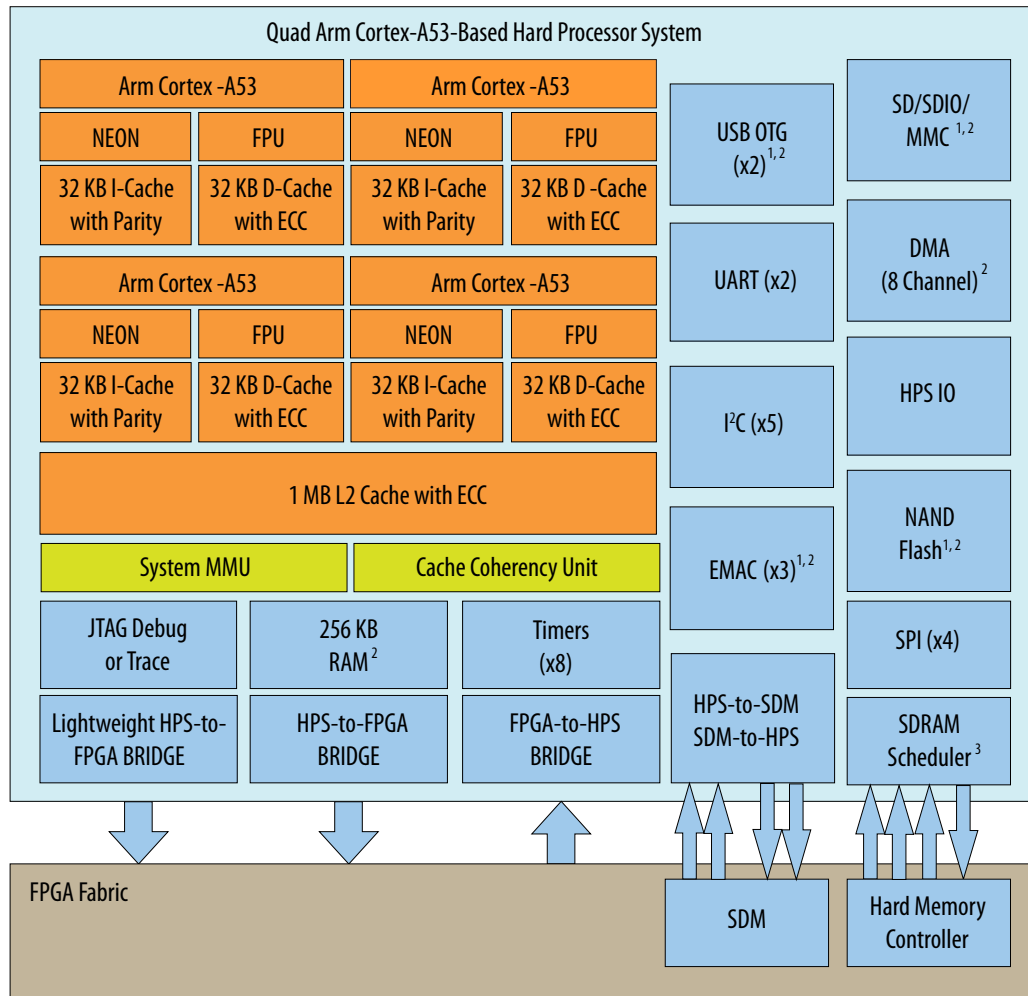 Quad Arm Cortex-A53-Based Hard Processor System
Arm Cortex -A53
Arm Cortex -A53
NEON
FPU
NEON
FPU
32 KB I-Cache
with Parity
32 KB D-Cache
with ECC
32 KB I-Cache
with Parity
32 KB D -Cache
with ECC
Arm Cortex -A53
Arm Cortex -A53
NEON
FPU
NEON
FPU
32 KB I-Cache
with Parity
32 KB D-Cache
with ECC
32 KB I-Cache
with Parity
32 KB D-Cache
with ECC
1 MB L2 Cache with ECC
System MMU
Cache Coherency Unit
JTAG Debug
or Trace
256 KB
RAM 2
Timers
(x8)
Lightweight HPS-to-
FPGA BRIDGE
HPS-to-FPGA
BRIDGE
FPGA-to-HPS
BRIDGE
USB OTG
(x2) 1, 2
UART (x2)
I²C (x5)
EMAC (x3) 1, 2
HPS-to-SDM
SDM-to-HPS
SD/SDIO/
MMC 1, 2
DMA
(8 Channel) 2
HPS IO
NAND
Flash 1, 2
SPI (x4)
SDRAM
Scheduler 3
FPGA Fabric
SDM
Hard Memory
Controller